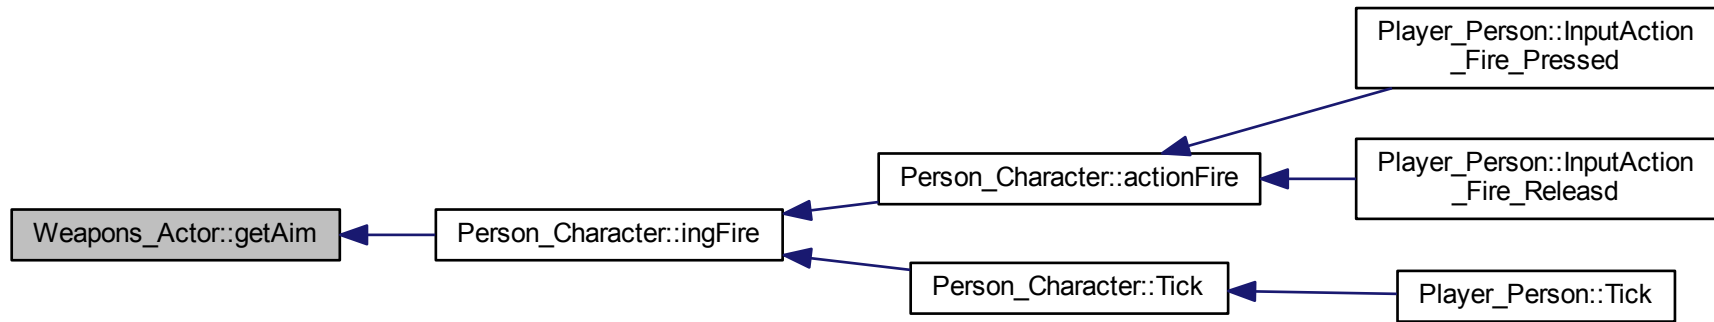 Player_Person::InputAction
_Fire_Pressed
Person_Character::actionFire
Player_Person::InputAction
_Fire_Releasd
Weapons_Actor::getAim
Person_Character::ingFire
Person_Character::Tick
Player_Person::Tick